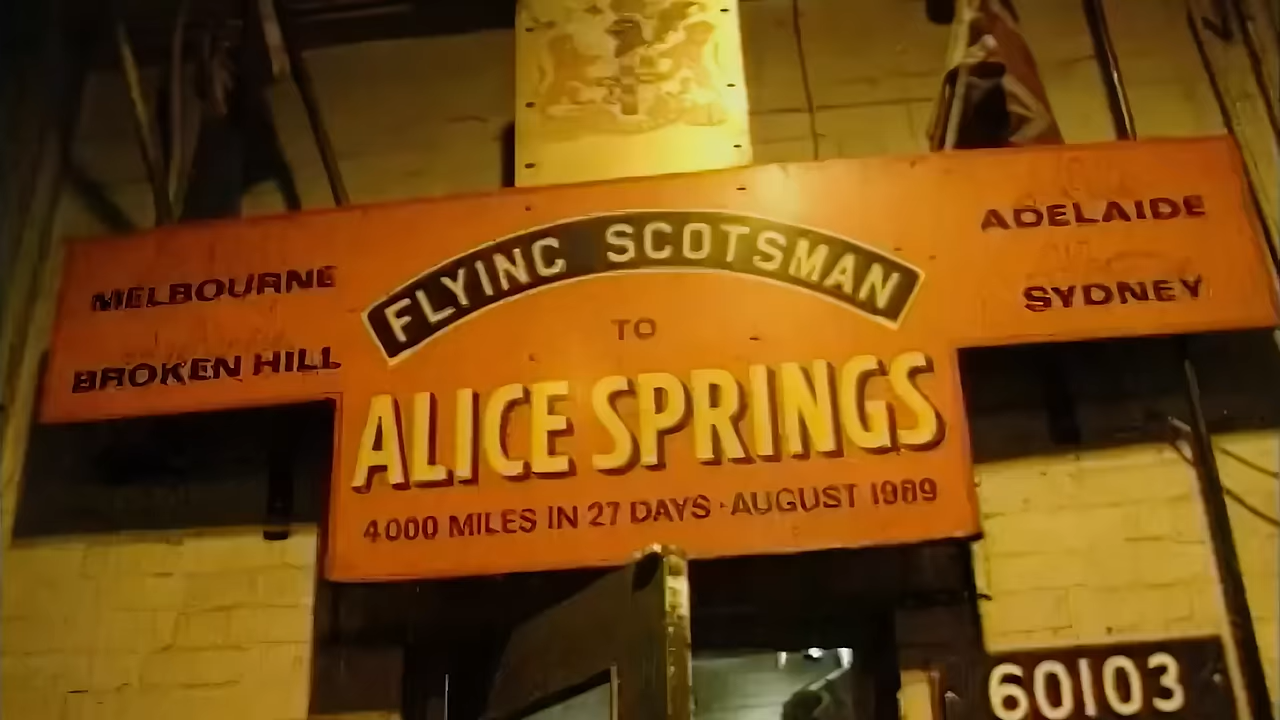 MELBOURNE
BROKEN HILL
FLYING SCOTSMAN
TO
ALICE SPRINGS
4000 MILES IN 27 DAYS · AUGUST 1989
ADELAIDE
SYDNEY
60103